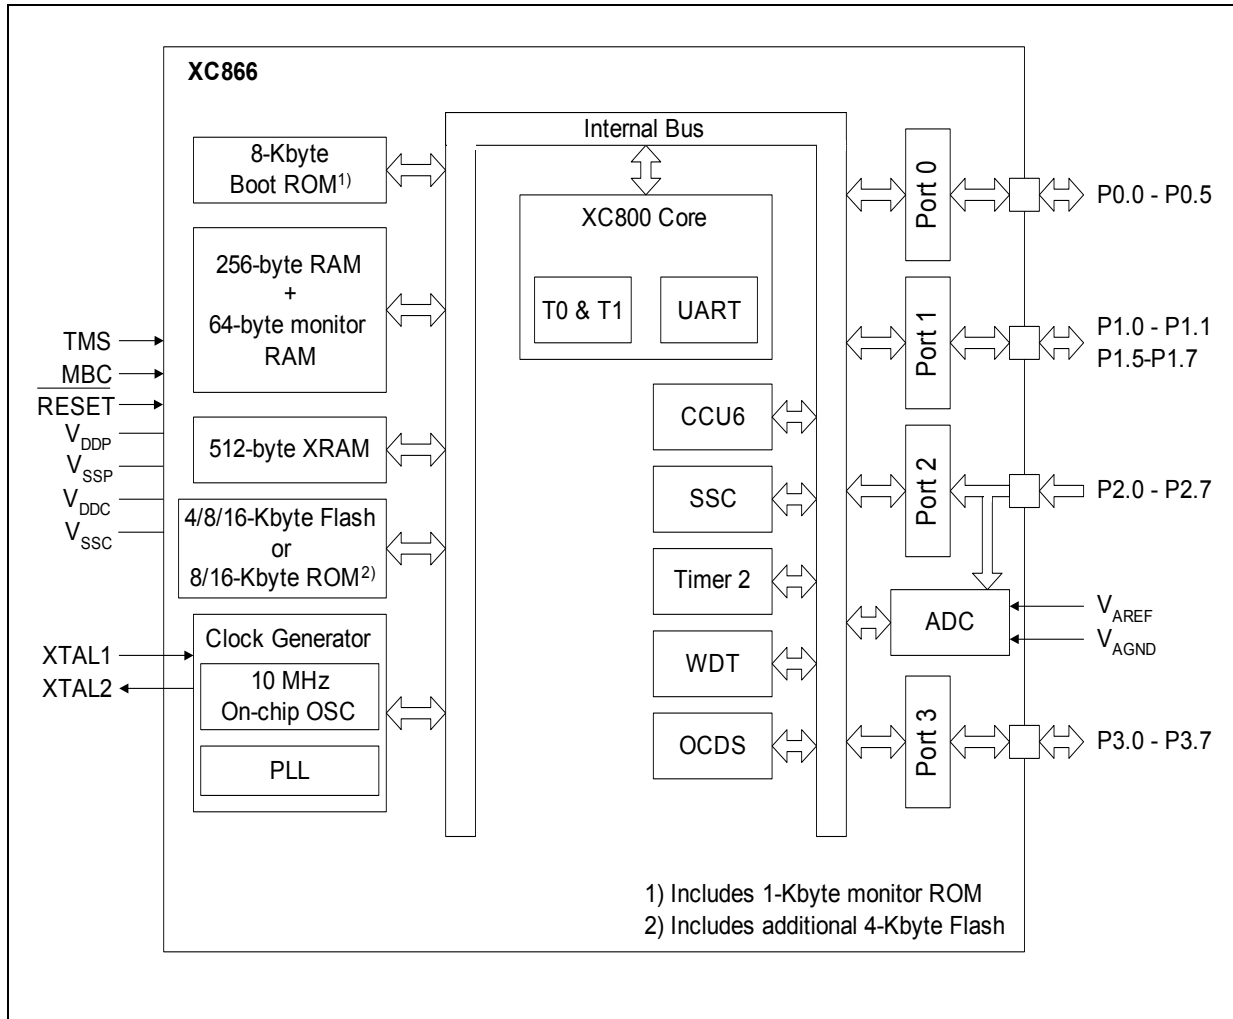 XC866
Internal Bus
8-Kbyte
Boot ROM1)
256-byte RAM
+
64-byte monitor
RAM
512-byte XRAM
4/8/16-Kbyte Flash
or
8/16-Kbyte ROM2)
Clock Generator
10 MHz
On-chip OSC
PLL
TMS
MBC
RESET
VDDP
VSSP
VDDC
VSSC
XTAL1
XTAL2
XC800 Core
T0 & T1
UART
CCU6
SSC
Timer 2
WDT
OCDS
Port 0
P0.0 - P0.5
Port 1
P1.0 - P1.1
P1.5-P1.7
Port 2
P2.0 - P2.7
ADC
VAREF
VAGND
Port 3
P3.0 - P3.7
1) Includes 1-Kbyte monitor ROM
2) Includes additional 4-Kbyte Flash